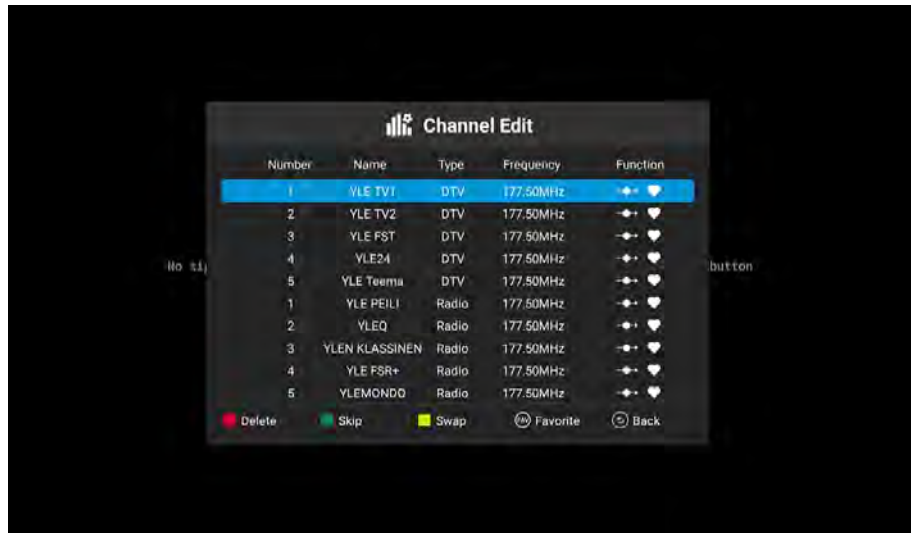 Channel Edit
Number Name Type Frequency Function
1 YLE TV1 DTV 177.50MHz
2 YLE TV2 DTV 177.50MHz
3 YLE FST DTV 177.50MHz
4 YLE24 DTV 177.50MHz
No button
5 YLE Teema DTV 177.50MHz
1 YLE PEILI Radio 177.50MHz
2 YLEQ Radio 177.50MHz
3 YLEN KLASSINEN Radio 177.50MHz
4 YLE FSR+ Radio 177.50MHz
5 YLEMONDO Radio 177.50MHz
Delete Skip Swap FAV Favorite Back